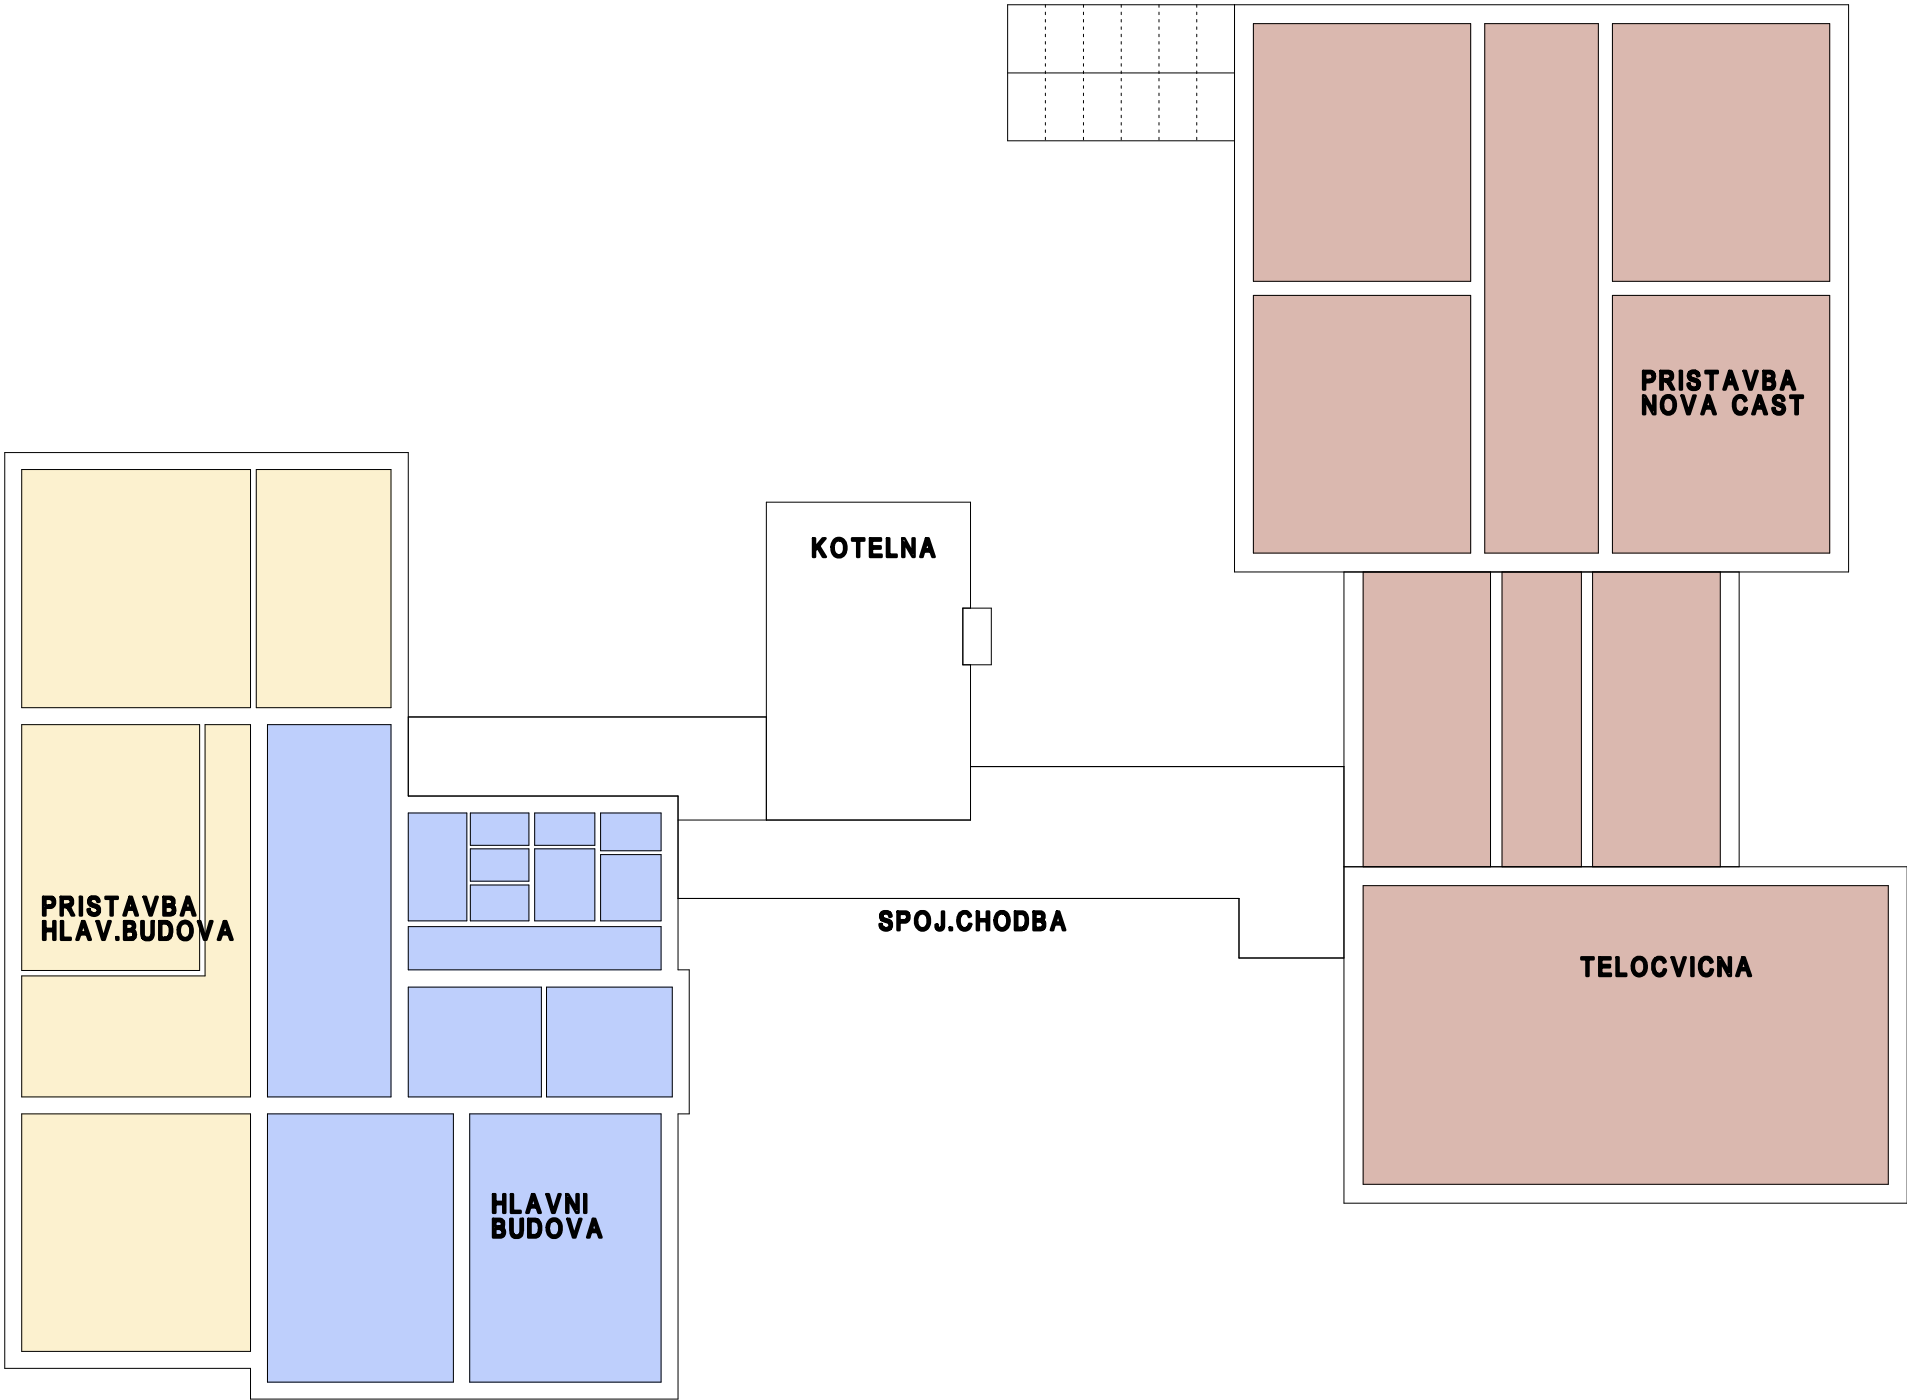 PRISTAVBA
NOVA CAST
KOTELNA
PRISTAVBA
HLAV.BUDOVA
SPOJ.CHODBA
TELOCVICNA
HLAVNI
BUDOVA